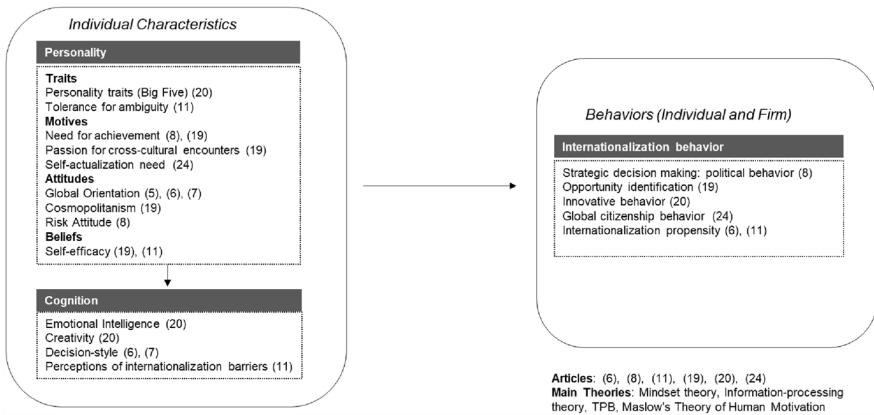 Individual Characteristics
Personality
Traits
Personality traits (Big Five) (20)
Tolerance for ambiguity (11)
Motives
Need for achievement (8), (19)
Passion for cross-cultural encounters (19)
Self-actualization need (24)
Attitudes
Global Orientation (5), (6), (7)
Cosmopolitanism (19)
Risk Attitude (8)
Beliefs
Self-efficacy (19), (11)
Cognition
Emotional Intelligence (20)
Creativity (20)
Decision-style (6), (7)
Perceptions of internationalization barriers (11)
Behaviors (Individual and Firm)
Internationalization behavior
Strategic decision making: political behavior (8)
Opportunity identification (19)
Innovative behavior (20)
Global citizenship behavior (24)
Internationalization propensity (6), (11)
Articles: (6), (8), (11), (19), (20), (24)
Main Theories: Mindset theory, Information-processing
theory, TPB, Maslow's Theory of Human Motivation